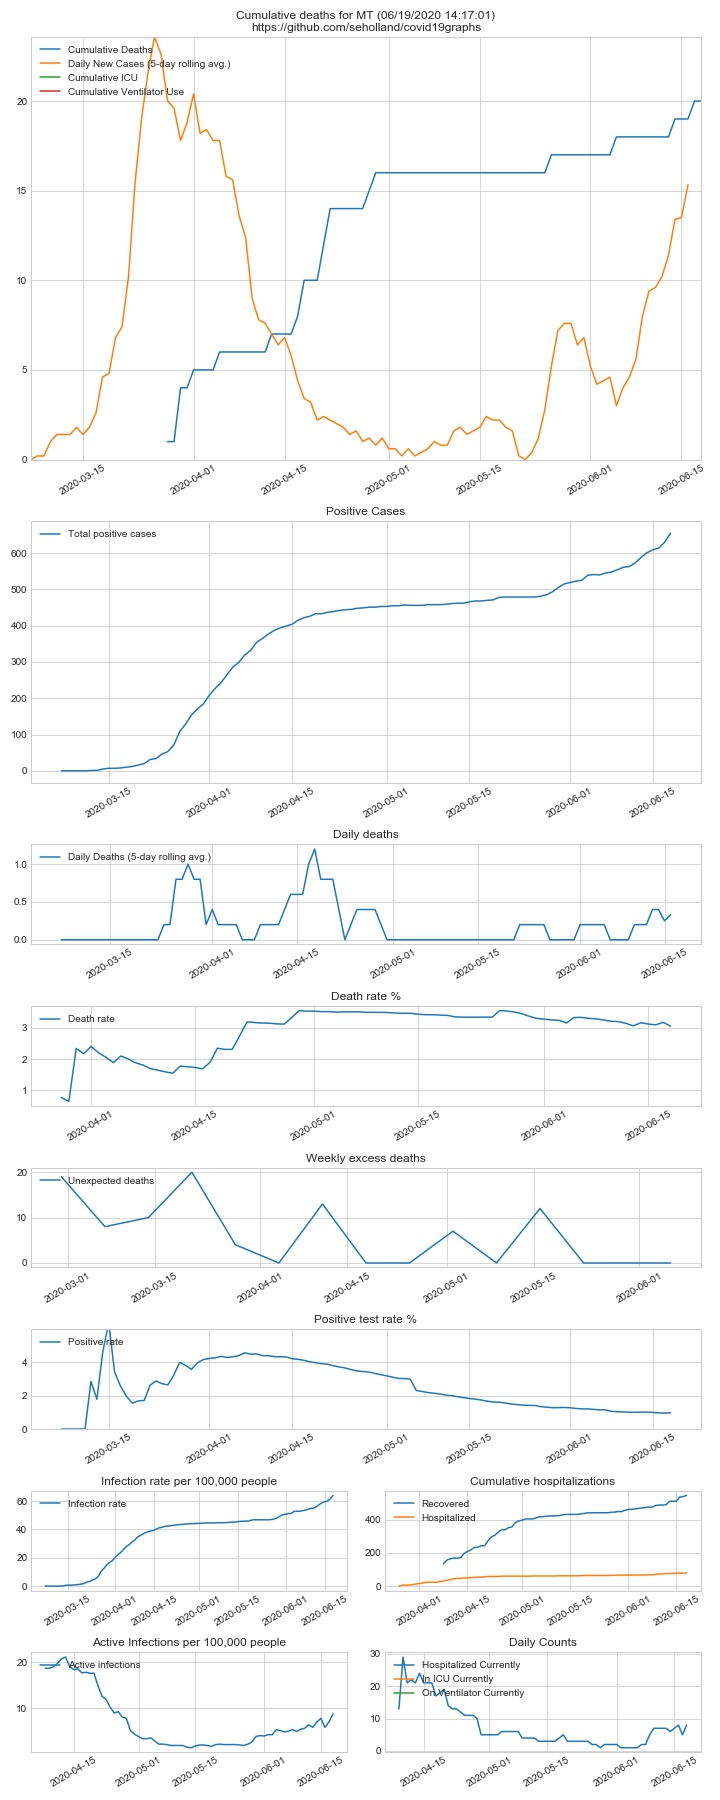 Cumulative deaths for MT (06/19/2020 14:17:01)
https://github.com/seholland/covid19graphs
Cumulative Deaths
Daily New Cases (5-day rolling avg.)
Cumulative ICU
Cumulative Ventilator Use
20
15
10
5
0
2020-03-15 2020-04-01 2020-04-15 2020-05-01 2020-05-15 2020-06-01 2020-06-15
Positive Cases
Total positive cases
600
500
400
300
200
100
0
2020-03-15 2020-04-01 2020-04-15 2020-05-01 2020-05-15 2020-06-01 2020-06-15
Daily deaths
Daily Deaths (5-day rolling avg.)
1.0
0.5
0.0
2020-03-15 2020-04-01 2020-04-15 2020-05-01 2020-05-15 2020-06-01 2020-06-15
Death rate %
Death rate
3
2
1
2020-04-01 2020-04-15 2020-05-01 2020-05-15 2020-06-01 2020-06-15
Weekly excess deaths
20
Unexpected deaths
10
0
2020-03-01 2020-03-15 2020-04-01 2020-04-15 2020-05-01 2020-05-15 2020-06-01
Positive test rate %
Positive rate
4
2
0
2020-03-15 2020-04-01 2020-04-15 2020-05-01 2020-05-15 2020-06-01 2020-06-15
Infection rate per 100,000 people
Infection rate
60
40
20
0
2020-03-15 2020-04-01 2020-04-15 2020-05-01 2020-05-15 2020-06-01 2020-06-15
Cumulative hospitalizations
Recovered
Hospitalized
400
200
0
2020-04-01 2020-04-15 2020-05-01 2020-05-15 2020-06-01 2020-06-15
Active Infections per 100,000 people
Active infections
20
10
2020-04-15 2020-05-01 2020-05-15 2020-06-01 2020-06-15
Daily Counts
30
Hospitalized Currently
In ICU Currently
On Ventilator Currently
20
10
0
2020-04-15 2020-05-01 2020-05-15 2020-06-01 2020-06-15